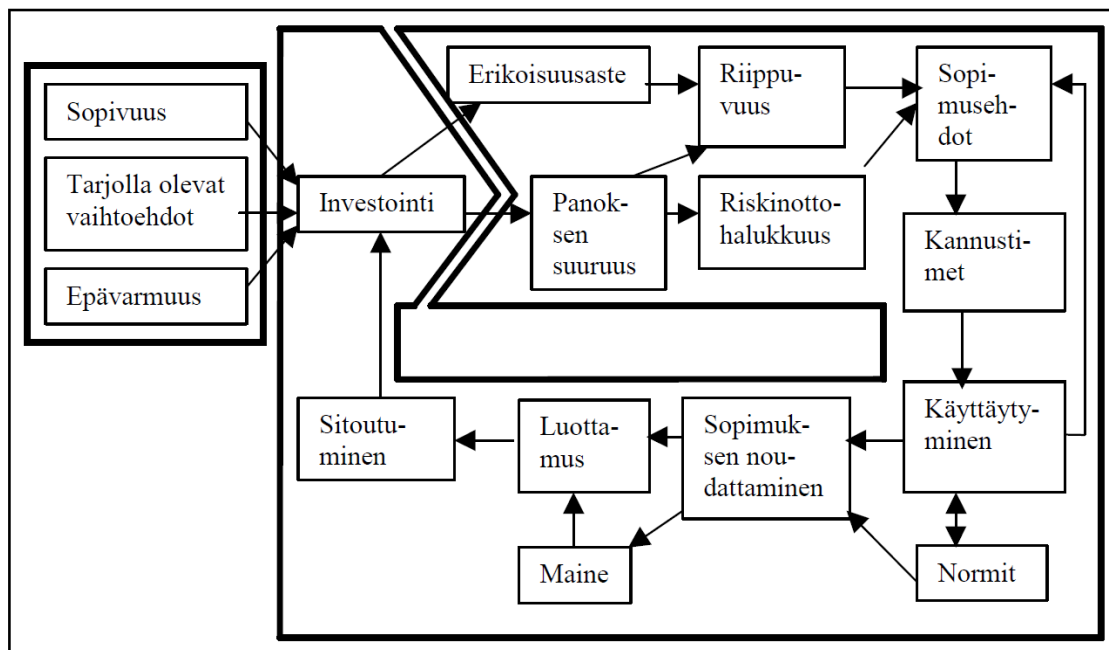 Sopivuus
Tarjolla olevat
vaihtoehdot
Epävarmuus
Investointi
Erikoisuusaste
Panok-
sen
suuruus
Riippu-
vuus
Riskinotto-
halukkuus
Sopi-
museh-
dot
Kannusti-
met
Käyttäyty-
minen
Normit
Sopimuk-
sen nou-
dattaminen
Maine
Luotta-
mus
Sitoutu-
minen